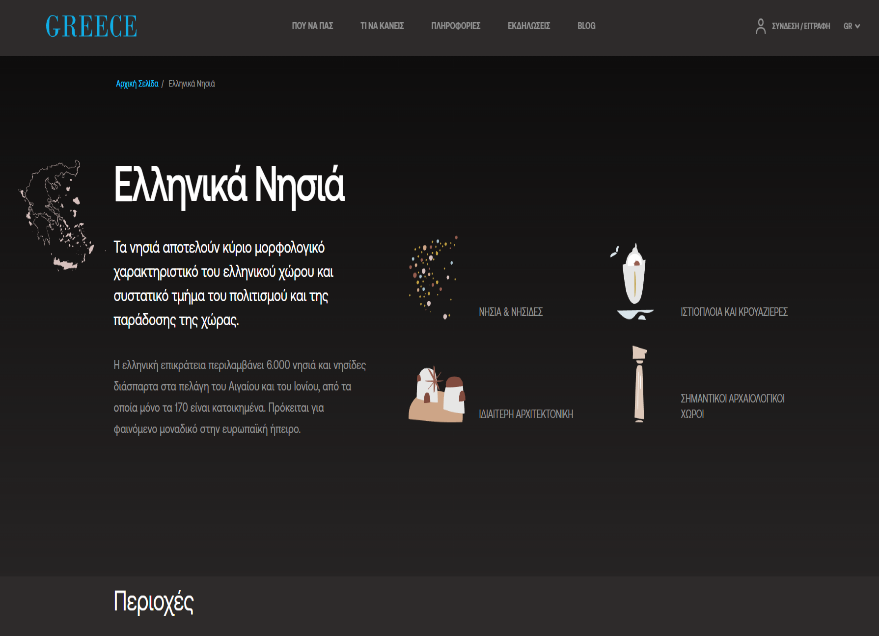 GREECE
ΠΟΥ ΝΑ ΠΑΣ ΤΙ ΝΑ ΚΑΝΕΙΣ ΠΛΗΡΟΦΟΡΙΕΣ ΕΚΔΗΛΩΣΕΙΣ BLOG
ΣΥΝΔΕΣΗ / ΕΓΓΡΑΦΗ GR
Αρχική Σελίδα / Ελληνικά Νησιά
Ελληνικά Νησιά
Τα νησιά αποτελούν κύριο μορφολογικό
χαρακτηριστικό του ελληνικού χώρου και
συστατικό τμήμα του πολιτισμού και της
παράδοσης της χώρας.
Η ελληνική επικράτεια περιλαμβάνει 6.000 νησιά και νησίδες
διάσπαρτα στα πελάγη του Αιγαίου και του Ιονίου, από τα
οποία μόνο τα 170 είναι κατοικημένα. Πρόκειται για
φαινόμενο μοναδικό στην ευρωπαϊκή ήπειρο.
ΝΗΣΙΑ & ΝΗΣΙΔΕΣ
ΙΣΤΙΟΠΛΟΙΑ ΚΑΙ ΚΡΟΥΑΖΙΕΡΕΣ
ΙΔΙΑΙΤΕΡΗ ΑΡΧΙΤΕΚΤΟΝΙΚΗ
ΣΗΜΑΝΤΙΚΟΙ ΑΡΧΑΙΟΛΟΓΙΚΟΙ
ΧΩΡΟΙ
Περιοχές